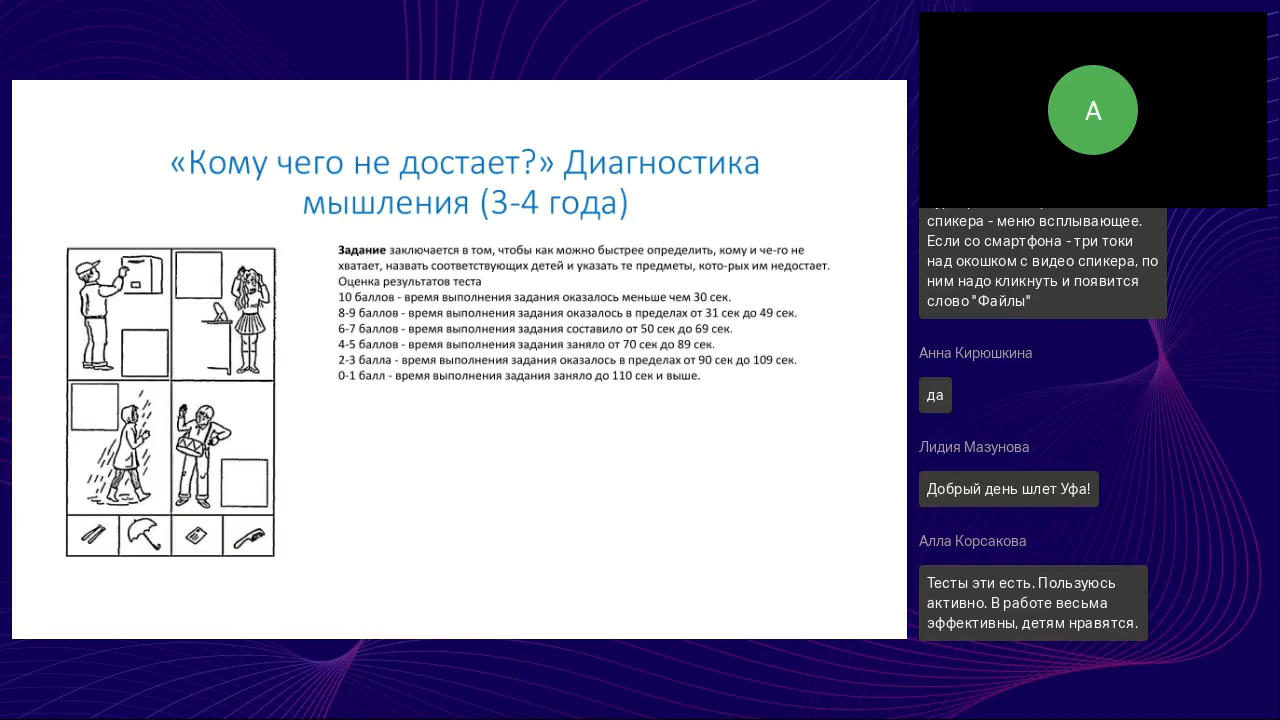 «Кому чего не достает?» Диагностика
мышления (3-4 года)
Задание заключается в том, чтобы как можно быстрее определить, кому и че-го не
хватает, назвать соответствующих детей и указать те предметы, кото-рых им недостает.
Оценка результатов теста
10 баллов - время выполнения задания оказалось меньше чем 30 сек.
8-9 баллов - время выполнения задания оказалось в пределах от 31 сек до 49 сек.
6-7 баллов - время выполнения задания составило от 50 сек до 69 сек.
4-5 баллов - время выполнения задания заняло от 70 сек до 89 сек.
2-3 балла - время выполнения задания оказалось в пределах от 90 сек до 109 сек.
0-1 балл - время выполнения задания заняло до 110 сек и выше.
А
спикера - меню всплывающее.
Если со смартфона - три токи
над окошком с видео спикера, по
ним надо кликнуть и появится
слово "Файлы"
Анна Кирюшкина
да
Лидия Мазунова
Добрый день шлет Уфа!
Алла Корсакова
Тесты эти есть. Пользуюсь
активно. В работе весьма
эффективны, детям нравятся.